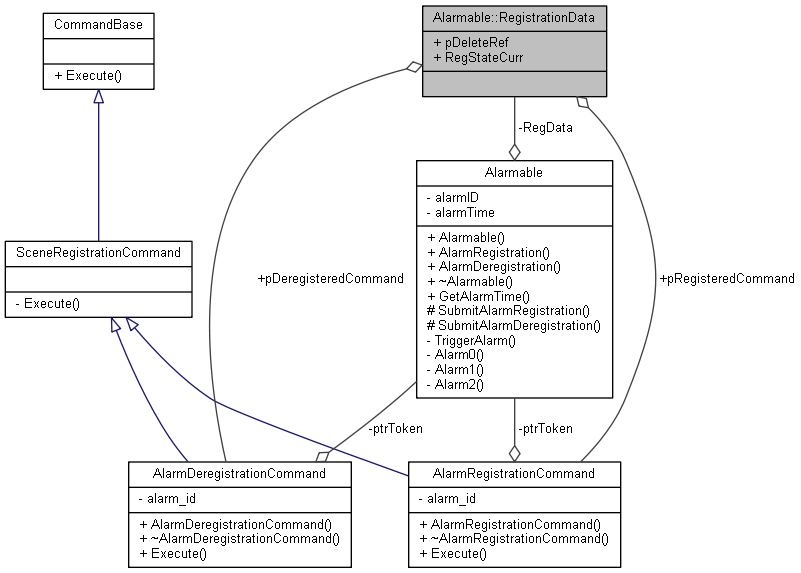 CommandBase
+ Execute()
Alarmable::RegistrationData
+ pDeleteRef
+ RegStateCurr
-RegData
Alarmable
- alarmID
- alarmTime
+ Alarmable()
+ AlarmRegistration()
+ AlarmDeregistration()
+ ~Alarmable()
+ GetAlarmTime()
# SubmitAlarmRegistration()
# SubmitAlarmDeregistration()
- TriggerAlarm()
- Alarm0()
- Alarm1()
- Alarm2()
SceneRegistrationCommand
- Execute()
+pDeregisteredCommand
+pRegisteredCommand
-ptrToken
-ptrToken
AlarmDeregistrationCommand
- alarm_id
+ AlarmDeregistrationCommand()
+ ~AlarmDeregistrationCommand()
+ Execute()
AlarmRegistrationCommand
- alarm_id
+ AlarmRegistrationCommand()
+ ~AlarmRegistrationCommand()
+ Execute()